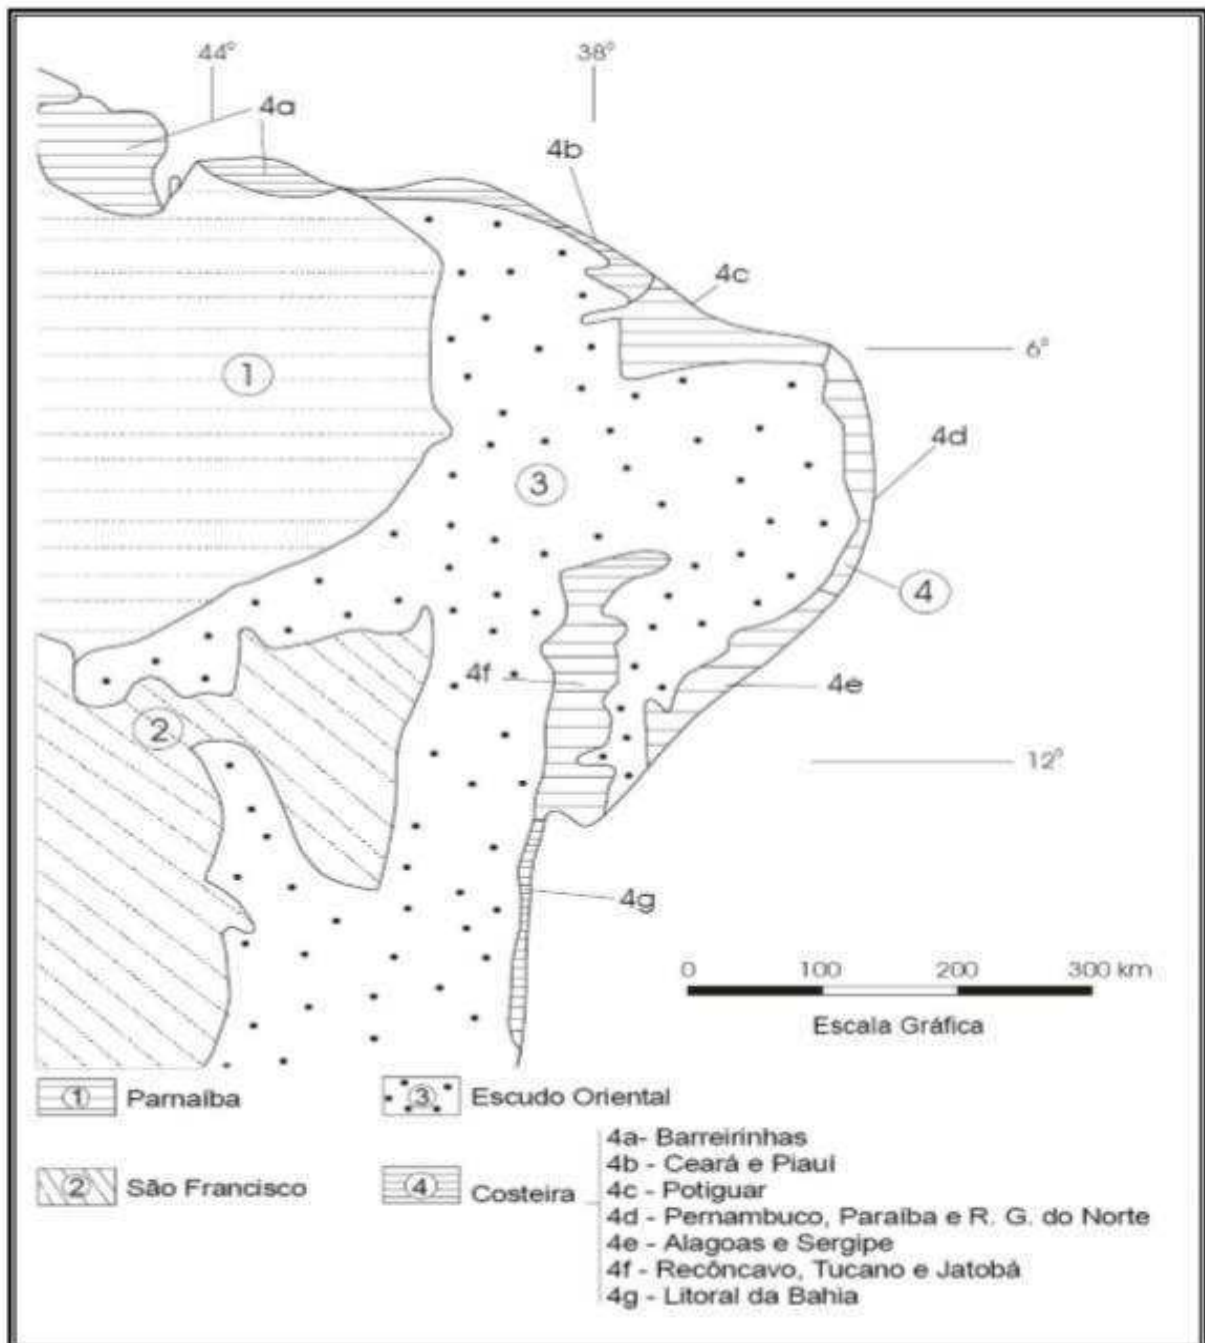 44°
38°
4a
4b
4c
6°
1
4d
3
4
4f
4e
2
12°
4g
0 100 200 300 km
Escala Gráfica
1 Parnaíba
3 Escudo Oriental
2 São Francisco
4 Costeira
4a- Barreirinhas
4b - Ceará e Piauí
4c - Potiguar
4d - Pernambuco, Paraíba e R. G. do Norte
4e - Alagoas e Sergipe
4f - Recôncavo, Tucano e Jatobá
4g - Litoral da Bahia